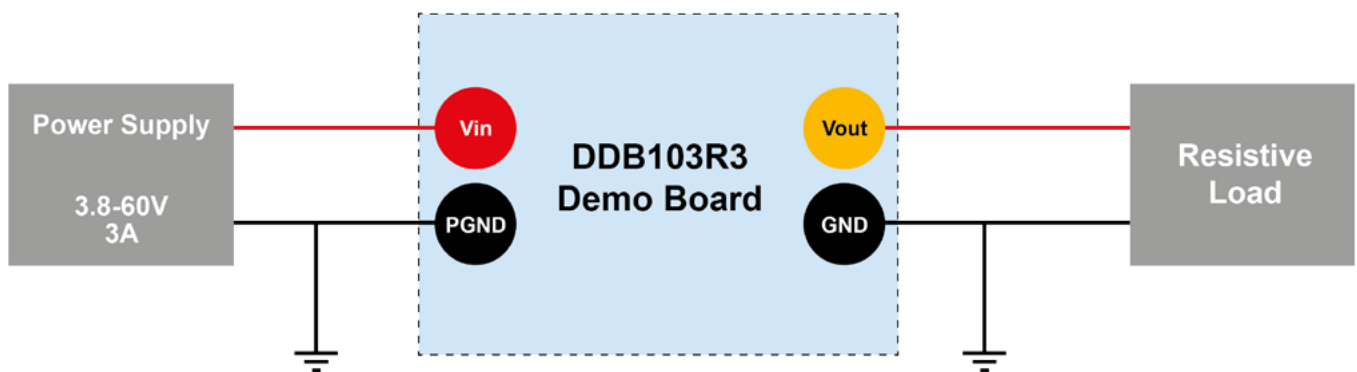 Power Supply
3.8-60V
3A
Vin
PGND
DDB103R3
Demo Board
Vout
GND
Resistive
Load